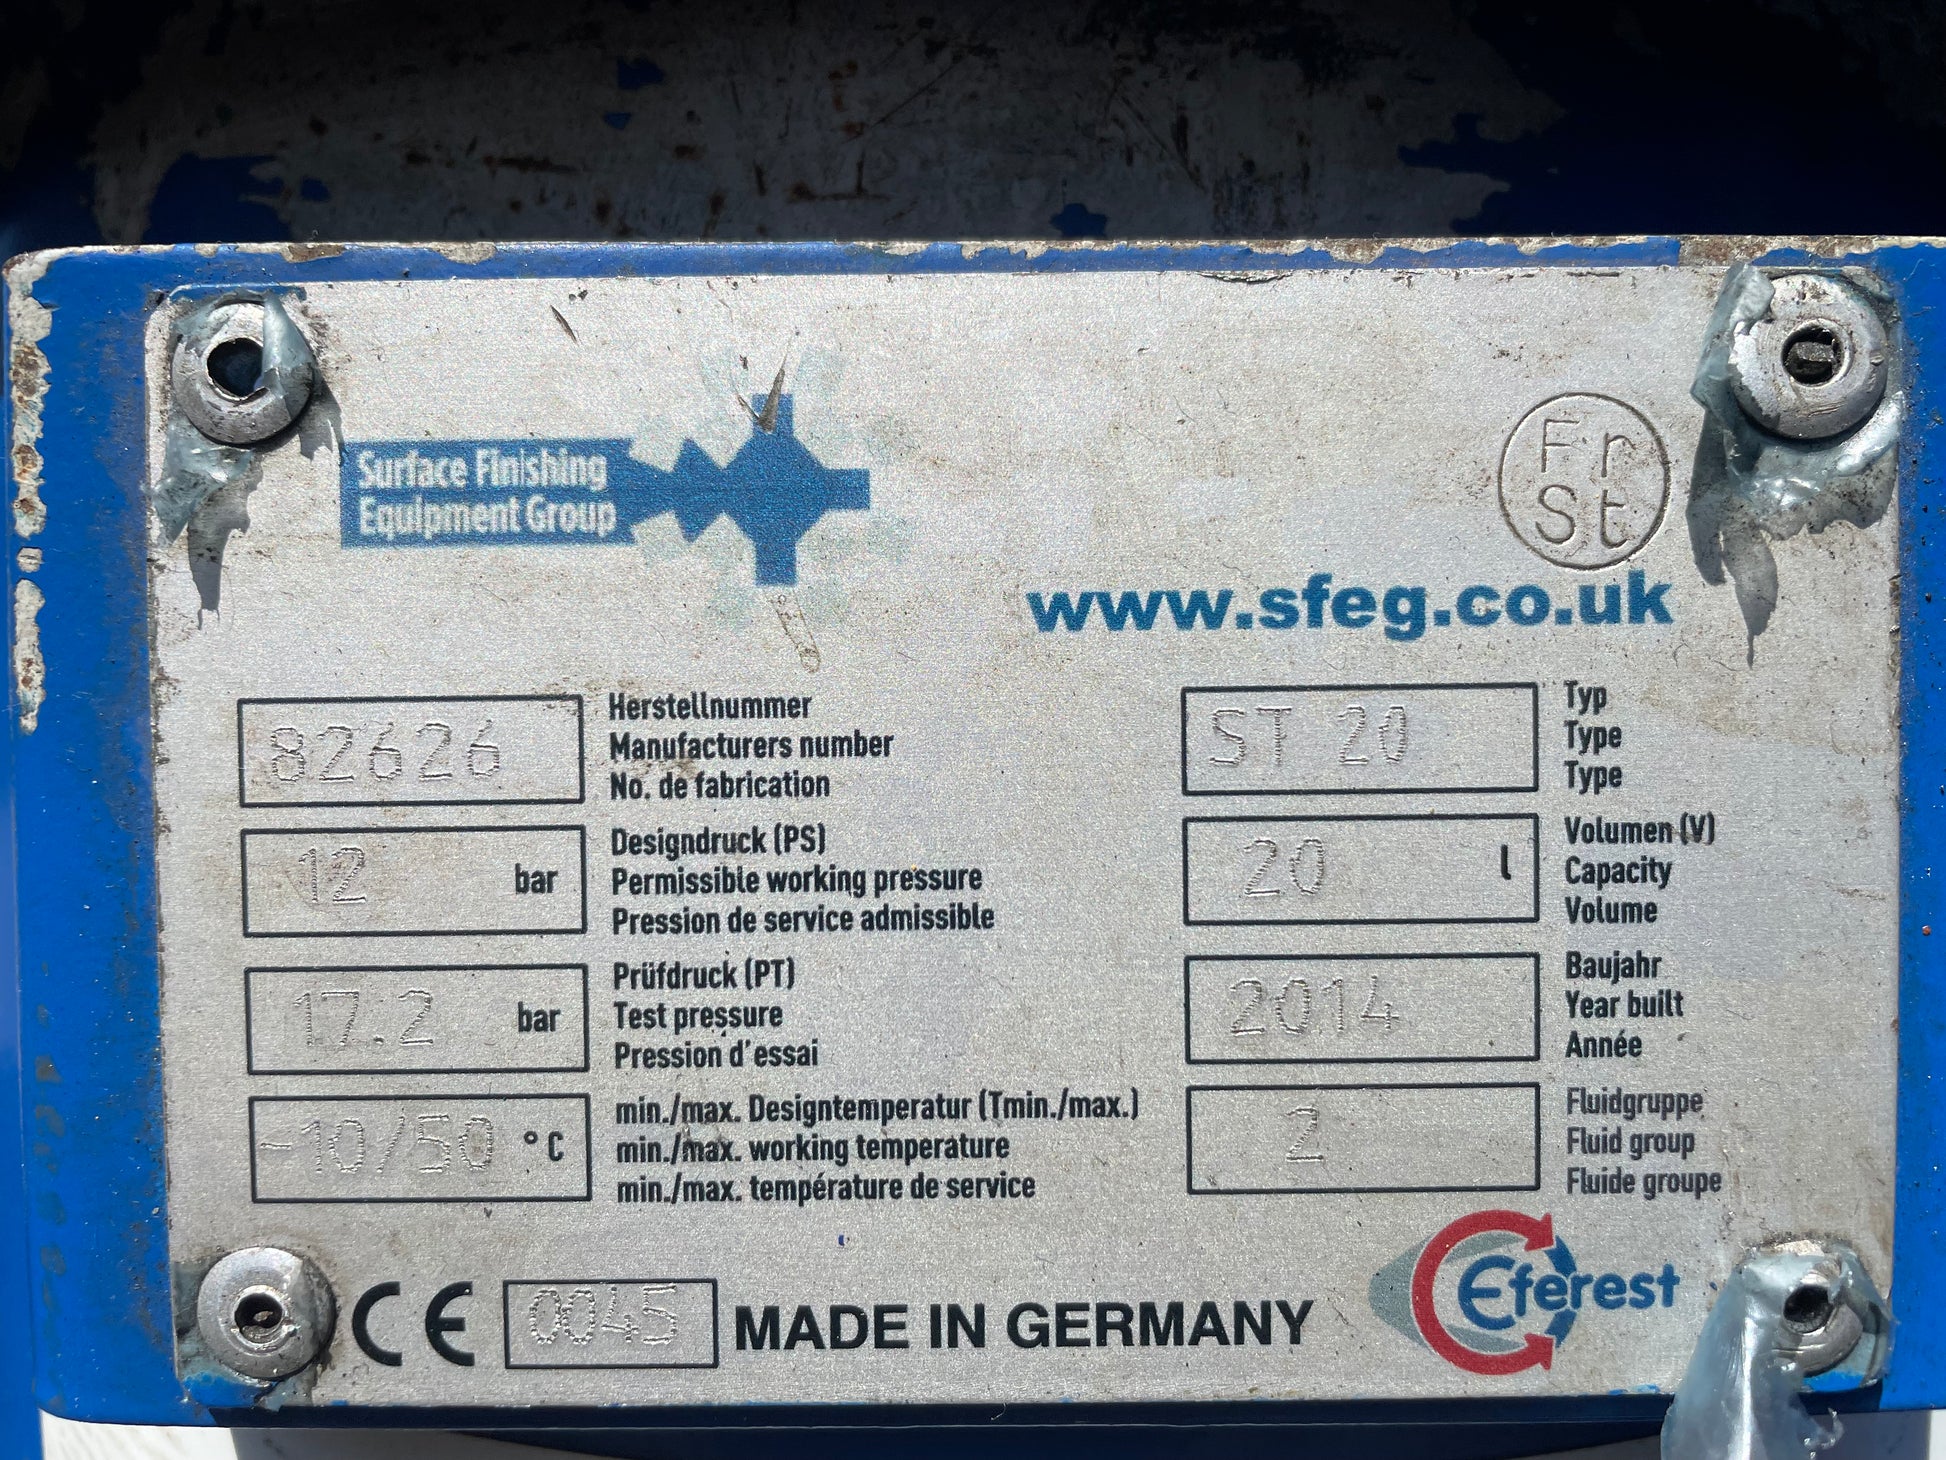 Surface Finishing
Equipment Group
Fr
St
www.sfeg.co.uk
82626
Herstellnummer
Manufacturers number
No. de fabrication
ST 20
Typ
Type
Type
12 bar
Designdruck (PS)
Permissible working pressure
Pression de service admissible
20 l
Volumen (V)
Capacity
Volume
17.2 bar
Prüfdruck (PT)
Test pressure
Pression d'essai
2014
Baujahr
Year built
Année
-10/50 °C
min./max. Designtemperatur (Tmin./max.)
min./max. working temperature
min./max. température de service
2
Fluidgruppe
Fluid group
Fluide groupe
CE 0045 MADE IN GERMANY
Eferest